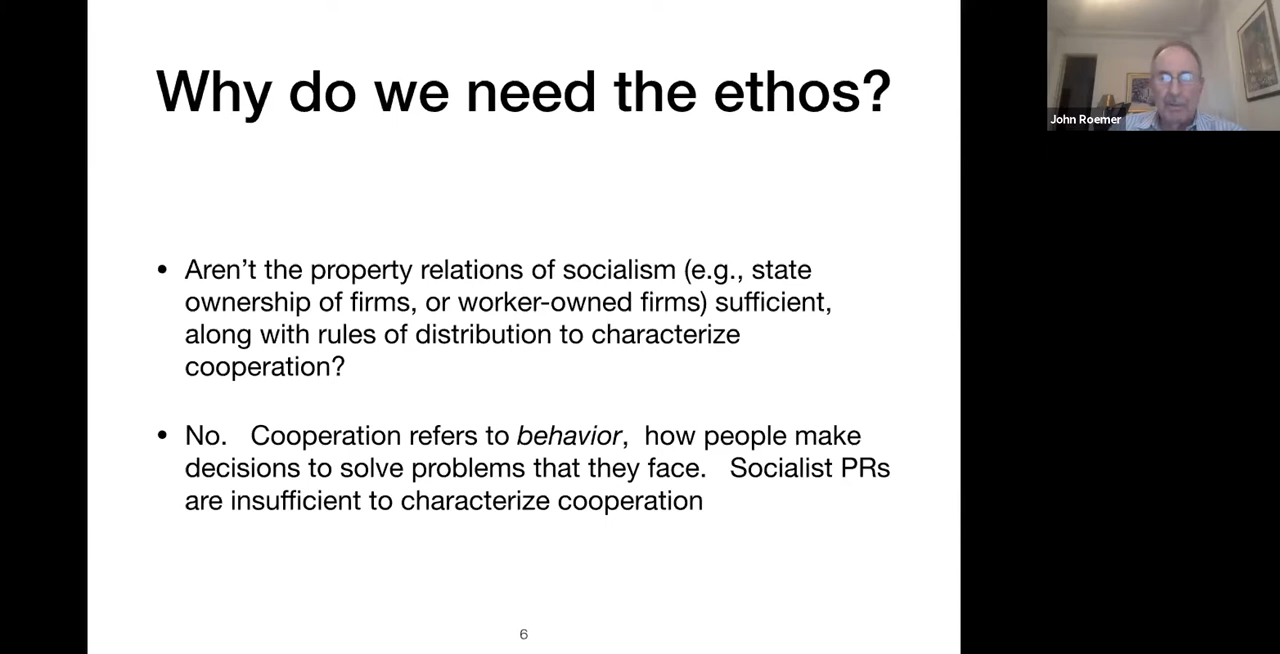 Why do we need the ethos?
John Roemer
• Aren’t the property relations of socialism (e.g., state
ownership of firms, or worker-owned firms) sufficient,
along with rules of distribution to characterize
cooperation?
• No. Cooperation refers to behavior, how people make
decisions to solve problems that they face. Socialist PRs
are insufficient to characterize cooperation
6